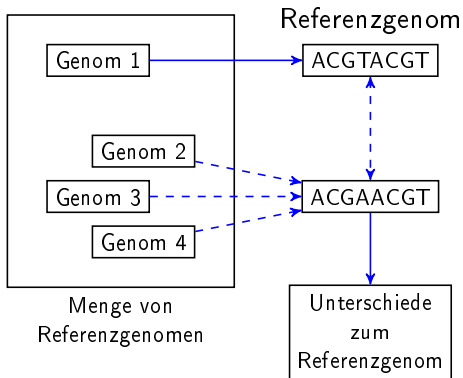 Referenzgenom
Genom 1
ACGTACGT
Genom 2
Genom 3
ACGAACGT
Genom 4
Menge von
Referenzgenomen
Unterschiede
zum
Referenzgenom